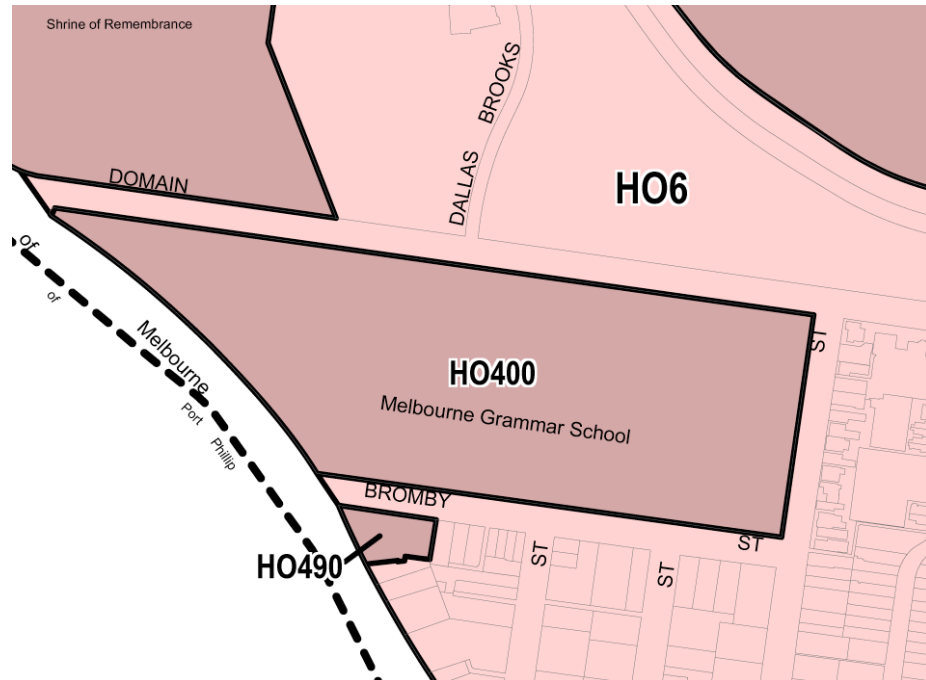 Shrine of Remembrance
DALLAS BROOKS
DOMAIN
HO6
of Melbourne
of Port Phillip
ST
HO400
Melbourne Grammar School
BROMBY ST
HO490
ST
ST